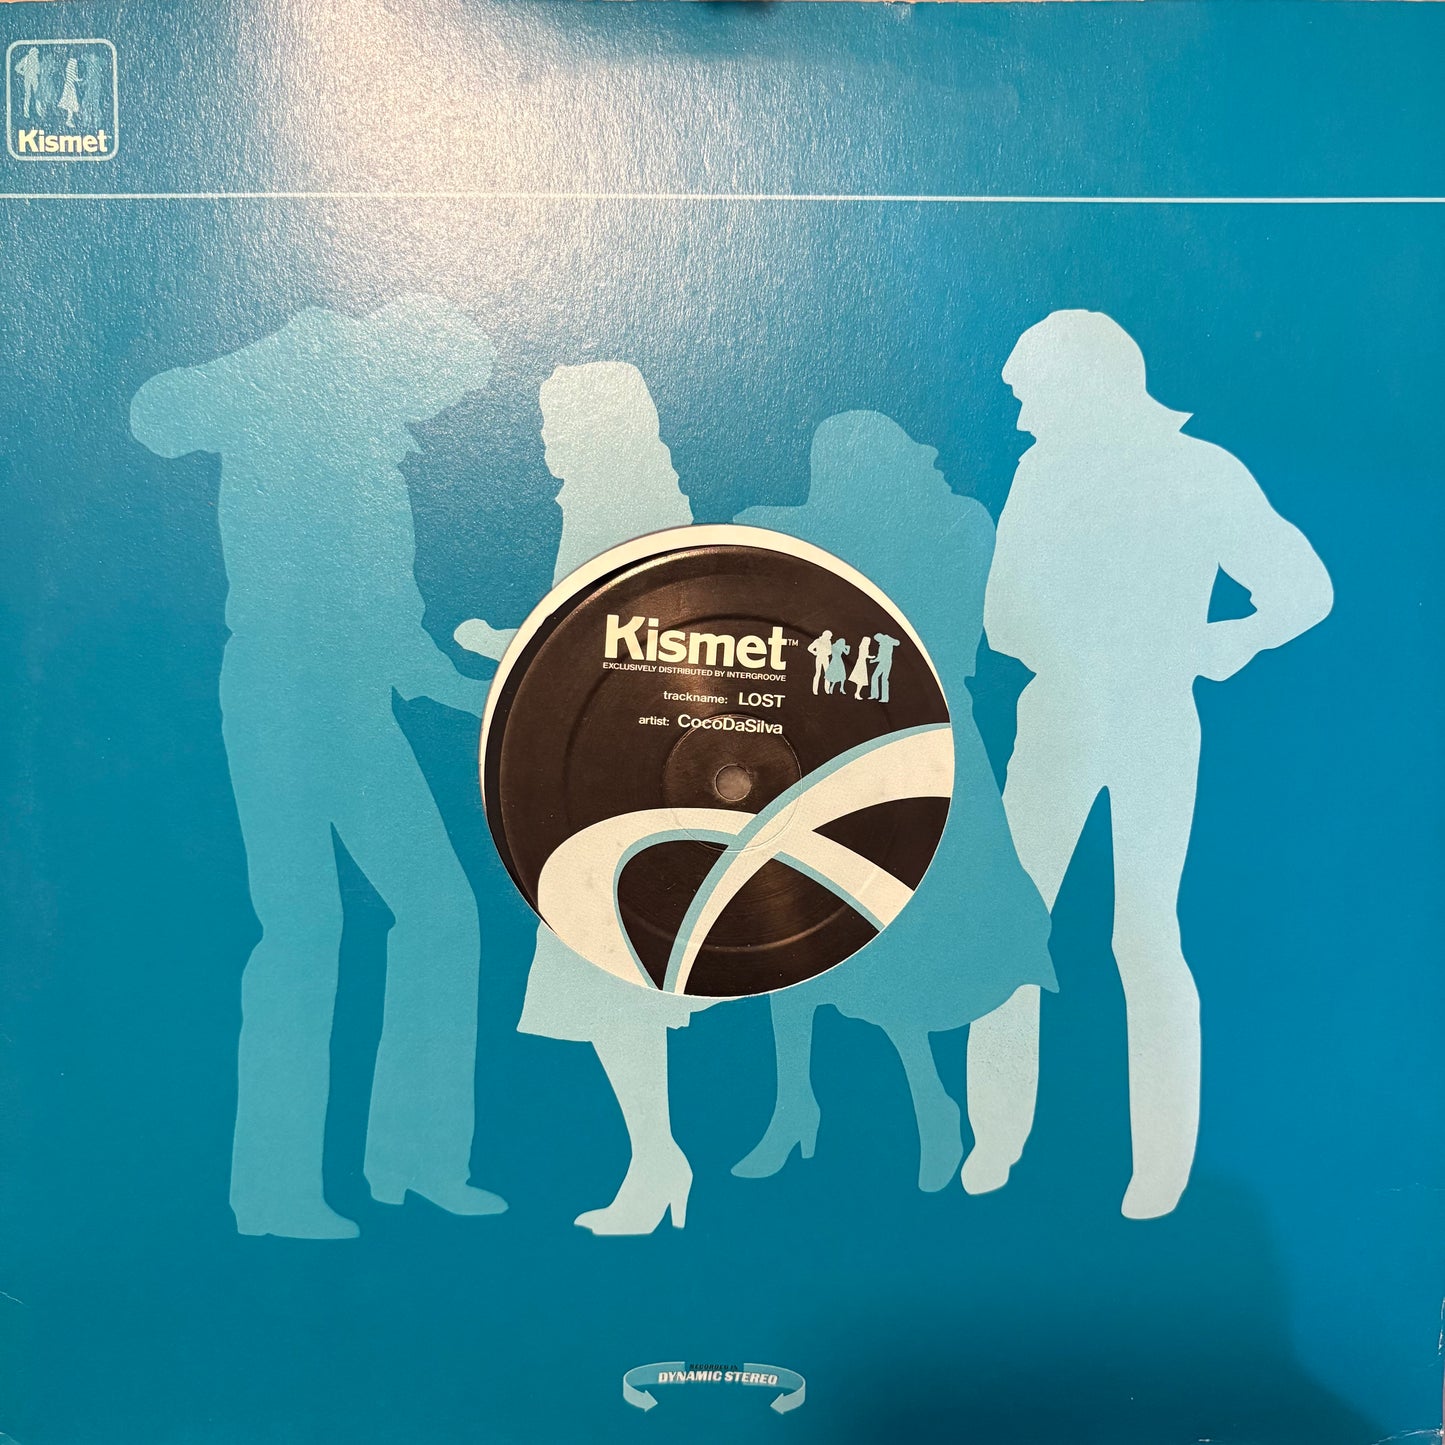 Kismet
Kismet™
EXCLUSIVELY DISTRIBUTED BY INTERGROOVE
trackname: LOST
artist: CocoDaSilva
RECORDED IN
DYNAMIC STEREO